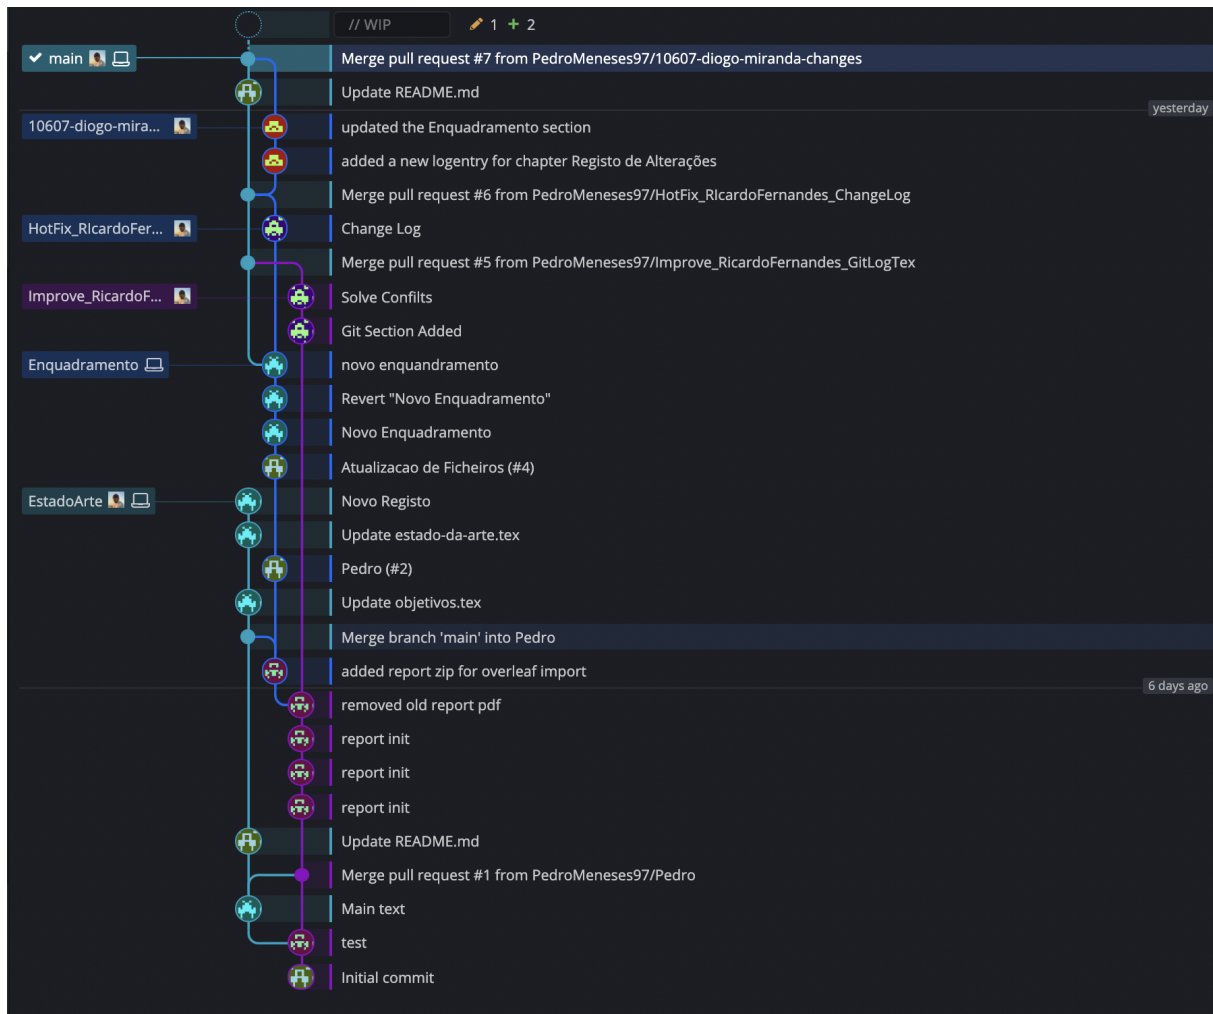 // WIP 1 + 2
main Merge pull request #7 from PedroMeneses97/10607-diogo-miranda-changes
Update README.md
yesterday
10607-diogo-mira... updated the Enquadramento section
added a new logentry for chapter Registo de Alterações
Merge pull request #6 from PedroMeneses97/HotFix_RIcardoFernandes_ChangeLog
HotFix_RIcardoFer... Change Log
Merge pull request #5 from PedroMeneses97/Improve_RicardoFernandes_GitLogTex
Improve_RicardoF... Solve Confilts
Git Section Added
Enquadramento novo enquandramento
Revert "Novo Enquadramento"
Novo Enquadramento
Atualizacao de Ficheiros (#4)
EstadoArte Novo Registo
Update estado-da-arte.tex
Pedro (#2)
Update objetivos.tex
Merge branch 'main' into Pedro
added report zip for overleaf import
6 days ago
removed old report pdf
report init
report init
report init
Update README.md
Merge pull request #1 from PedroMeneses97/Pedro
Main text
test
Initial commit